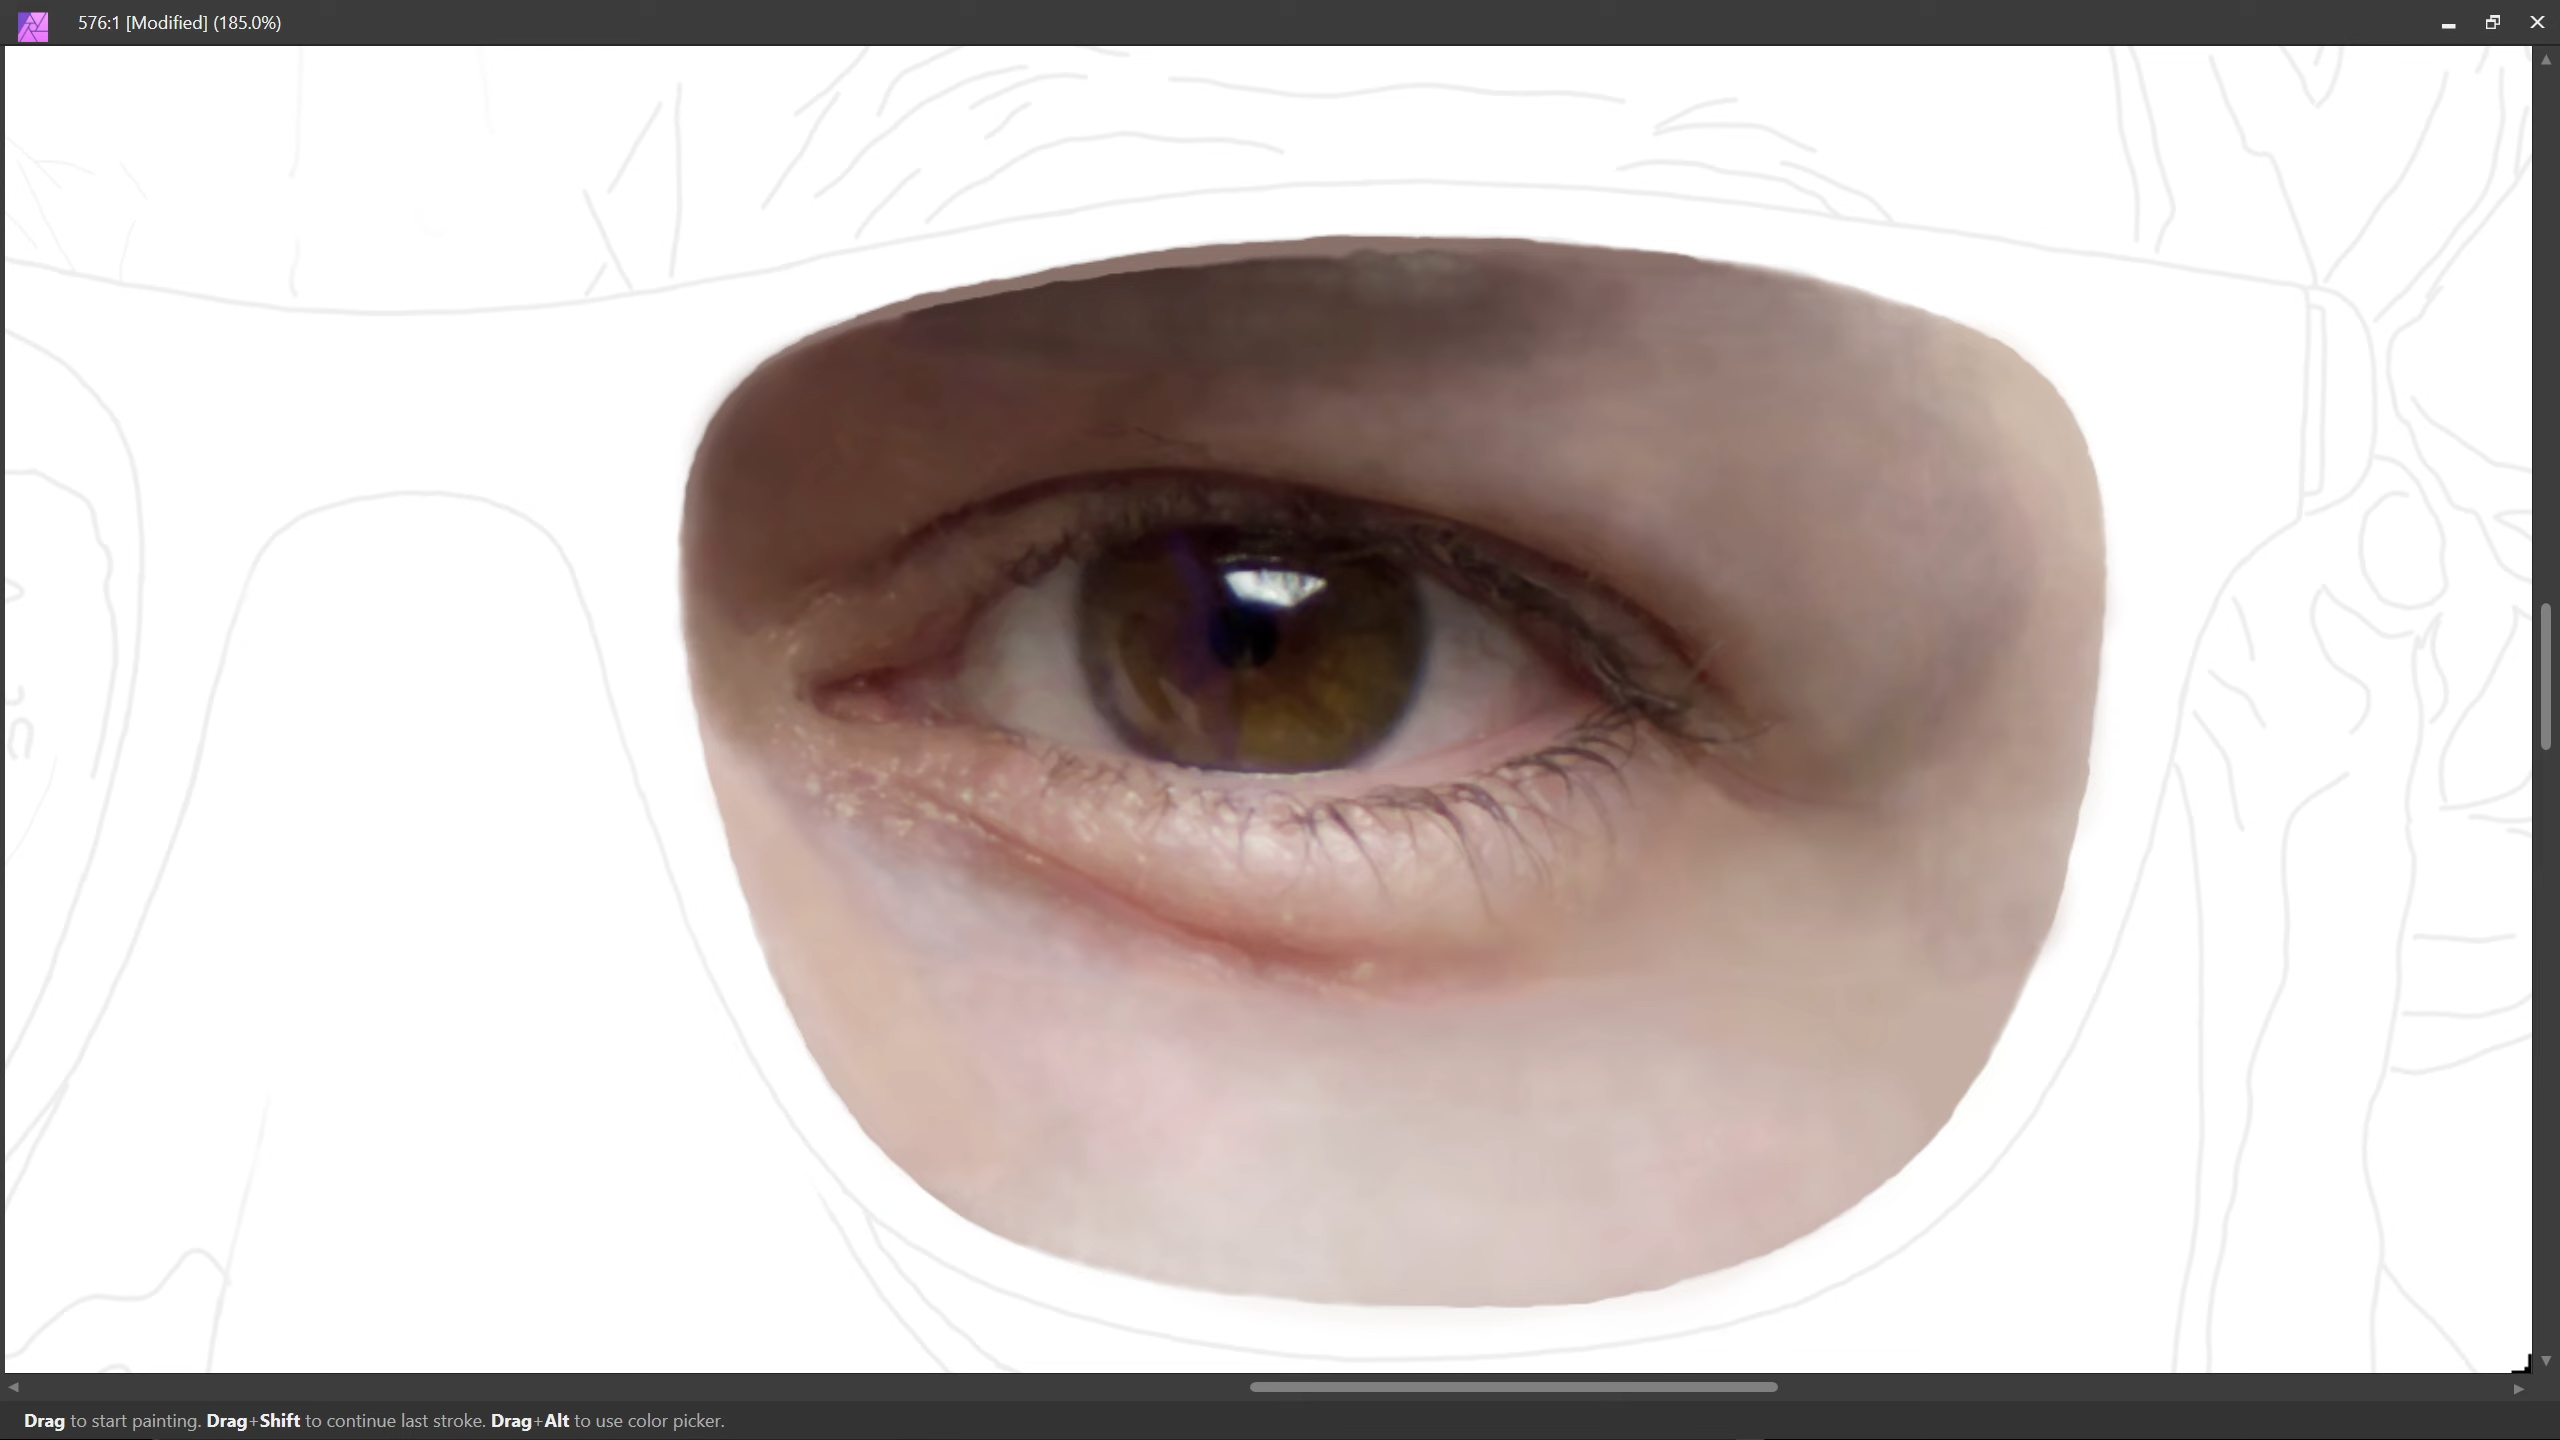 576:1 [Modified] (185.0%)
Drag to start painting. Drag+Shift to continue last stroke. Drag+Alt to use color picker.